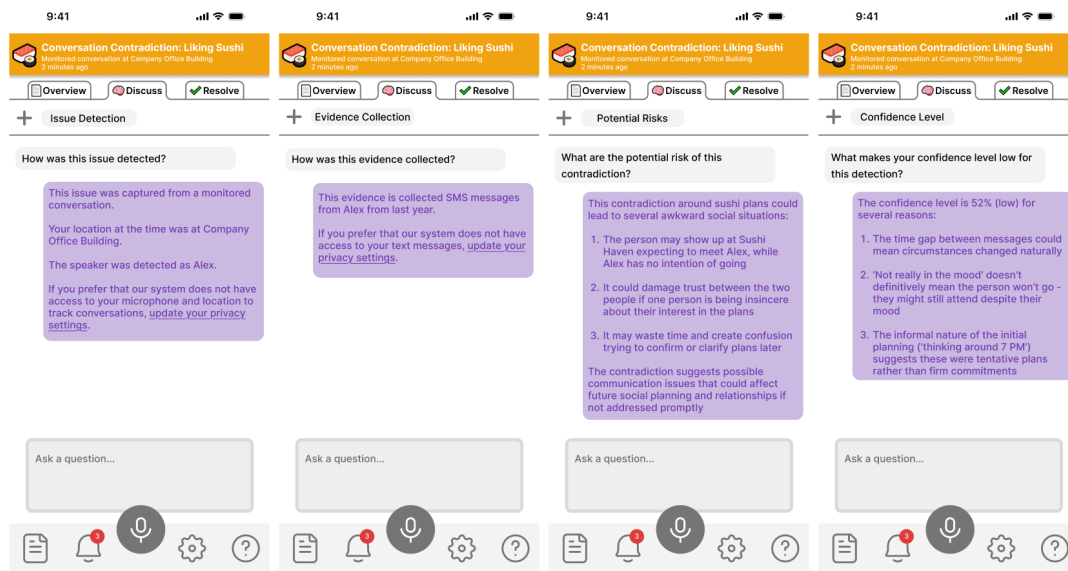 9:41
Conversation Contradiction: Liking Sushi
Monitored conversation at Company Office Building
2 minutes ago
Overview
Discuss
Resolve
Issue Detection
How was this issue detected?
This issue was captured from a monitored
conversation.
Your location at the time was at Company
Office Building.
The speaker was detected as Alex.
If you prefer that our system does not have
access to your microphone and location to
track conversations, update your privacy
settings.
Ask a question...
3
9:41
Conversation Contradiction: Liking Sushi
Monitored conversation at Company Office Building
2 minutes ago
Overview
Discuss
Resolve
Evidence Collection
How was this evidence collected?
This evidence is collected SMS messages
from Alex from last year.
If you prefer that our system does not have
access to your text messages, update your
privacy settings.
Ask a question...
3
9:41
Conversation Contradiction: Liking Sushi
Monitored conversation at Company Office Building
2 minutes ago
Overview
Discuss
Resolve
Potential Risks
What are the potential risk of this
contradiction?
This contradiction around sushi plans could
lead to several awkward social situations:
1. The person may show up at Sushi
Haven expecting to meet Alex, while
Alex has no intention of going
2. It could damage trust between the two
people if one person is being insincere
about their interest in the plans
3. It may waste time and create confusion
trying to confirm or clarify plans later
The contradiction suggests possible
communication issues that could affect
future social planning and relationships if
not addressed promptly
Ask a question...
3
9:41
Conversation Contradiction: Liking Sushi
Monitored conversation at Company Office Building
2 minutes ago
Overview
Discuss
Resolve
Confidence Level
What makes your confidence level low for
this detection?
The confidence level is 52% (low) for
several reasons:
1. The time gap between messages could
mean circumstances changed naturally
2. 'Not really in the mood' doesn't
definitively mean the person won't go -
they might still attend despite their
mood
3. The informal nature of the initial
planning ('thinking around 7 PM')
suggests these were tentative plans
rather than firm commitments
Ask a question...
3